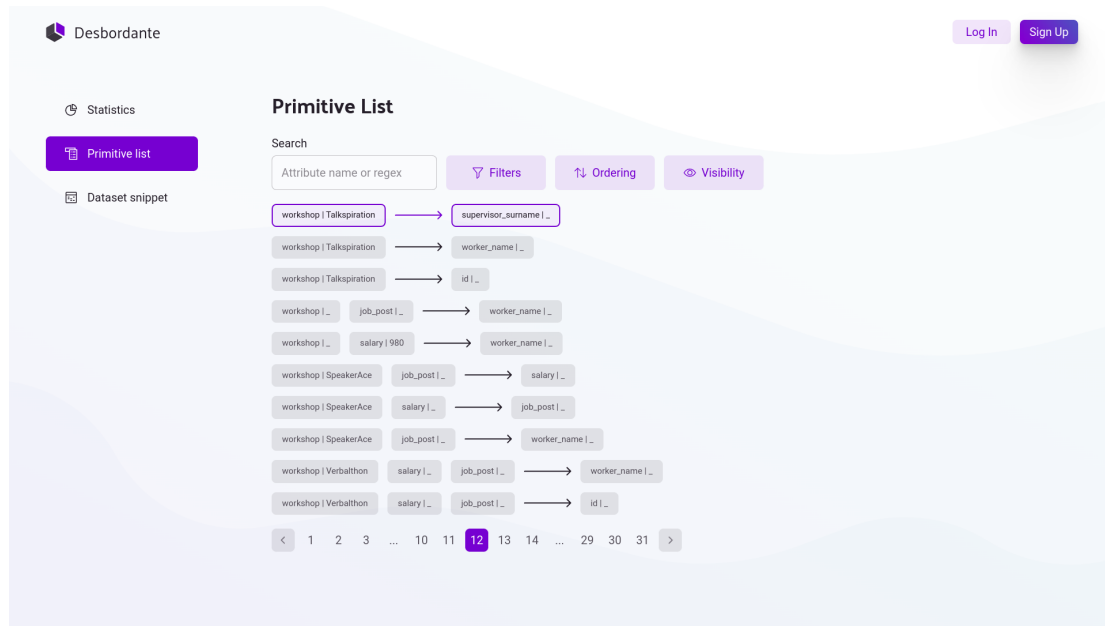 Desbordante
Log In
Sign Up
Statistics
Primitive list
Dataset snippet
Primitive List
Search
Attribute name or regex
Filters
Ordering
Visibility
workshop | Talkspiration supervisor_surname | _
workshop | Talkspiration worker_name | _
workshop | Talkspiration id | _
workshop | _ job_post | _ worker_name | _
workshop | _ salary | 980 worker_name | _
workshop | SpeakerAce job_post | _ salary | _
workshop | SpeakerAce salary | _ job_post | _
workshop | SpeakerAce job_post | _ worker_name | _
workshop | Verbalthon salary | _ job_post | _ worker_name | _
workshop | Verbalthon salary | _ job_post | _ id | _
< 1 2 3 ... 10 11 12 13 14 ... 29 30 31 >